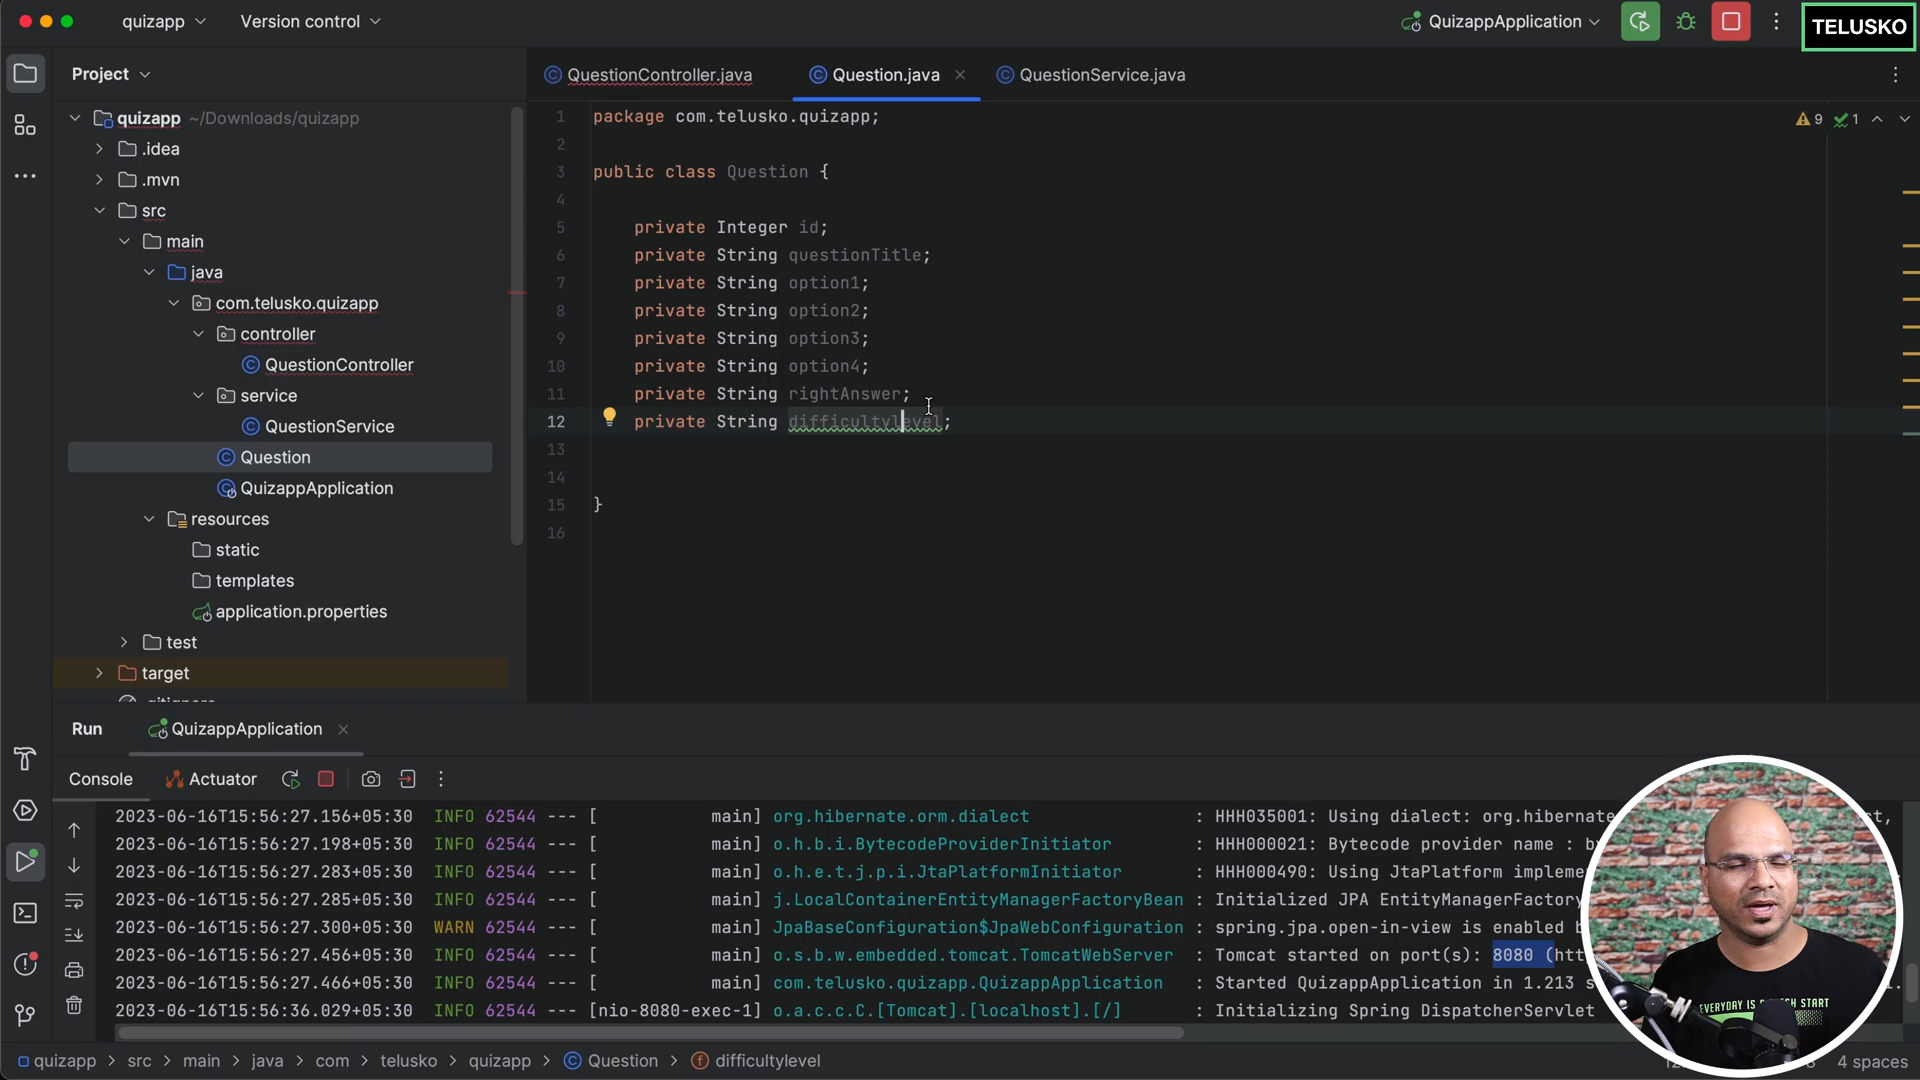 quizapp
Version control
QuizappApplication
TELUSKO
Project
QuestionController.java
Question.java
QuestionService.java
quizapp ~/Downloads/quizapp
.idea
.mvn
src
main
java
com.telusko.quizapp
controller
QuestionController
service
QuestionService
Question
QuizappApplication
resources
static
templates
application.properties
test
target
.gitignore
9
1
1 package com.telusko.quizapp;
2
3 public class Question {
4
5 private Integer id;
6 private String questionTitle;
7 private String option1;
8 private String option2;
9 private String option3;
10 private String option4;
11 private String rightAnswer;
12 private String difficultylevel;
13
14
15 }
16
Run
QuizappApplication
Console
Actuator
2023-06-16T15:56:27.156+05:30 INFO 62544 --- [ main] org.hibernate.orm.dialect : HHH035001: Using dialect: org.hibernate
2023-06-16T15:56:27.198+05:30 INFO 62544 --- [ main] o.h.b.i.BytecodeProviderInitiator : HHH000021: Bytecode provider name :
2023-06-16T15:56:27.283+05:30 INFO 62544 --- [ main] o.h.e.t.j.p.i.JtaPlatformInitiator : HHH000490: Using JtaPlatform impleme
2023-06-16T15:56:27.285+05:30 INFO 62544 --- [ main] j.LocalContainerEntityManagerFactoryBean : Initialized JPA EntityManagerFactory
2023-06-16T15:56:27.300+05:30 WARN 62544 --- [ main] JpaBaseConfiguration$JpaWebConfiguration : spring.jpa.open-in-view is enabled b
2023-06-16T15:56:27.456+05:30 INFO 62544 --- [ main] o.s.b.w.embedded.tomcat.TomcatWebServer : Tomcat started on port(s): 8080 (htt
2023-06-16T15:56:27.466+05:30 INFO 62544 --- [ main] com.telusko.quizapp.QuizappApplication : Started QuizappApplication in 1.213 s
2023-06-16T15:56:36.029+05:30 INFO 62544 --- [nio-8080-exec-1] o.a.c.c.C.[Tomcat].[localhost].[/] : Initializing Spring DispatcherServlet
EVERYDAY IS A START
quizapp > src > main > java > com > telusko > quizapp > Question > difficultylevel
4 spaces